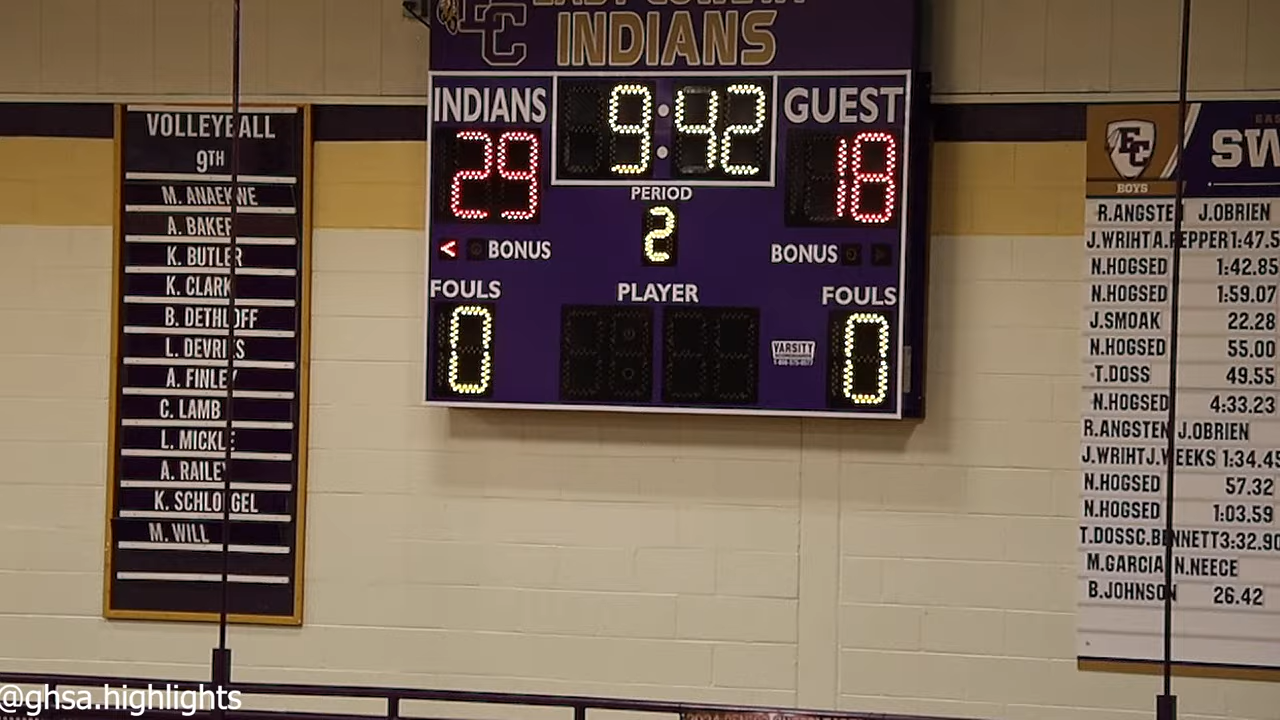 EC
INDIANS
INDIANS
9:42
GUEST
29
18
PERIOD
2
< BONUS
BONUS
FOULS
PLAYER
FOULS
0
0
VARSITY
VOLLEYBALL
9TH
M. ANAEKWE
A. BAKER
K. BUTLER
K. CLARK
B. DETHLOFF
L. DEVRIES
A. FINLEY
C. LAMB
L. MICKLE
A. RAILEY
K. SCHLOEGEL
M. WILL
EC
BOYS
SW
R.ANGSTEN J.OBRIEN
J.WRIHT A.PEPPER 1:47.5
N.HOGSED 1:42.85
N.HOGSED 1:59.07
J.SMOAK 22.28
N.HOGSED 55.00
T.DOSS 49.55
N.HOGSED 4:33.23
R.ANGSTEN J.OBRIEN
J.WRIHT J.WEEKS 1:34.45
N.HOGSED 57.32
N.HOGSED 1:03.59
T.DOSS C.BENNETT 3:32.90
M.GARCIA N.NEECE
B.JOHNSON 26.42
@ghsa.highlights